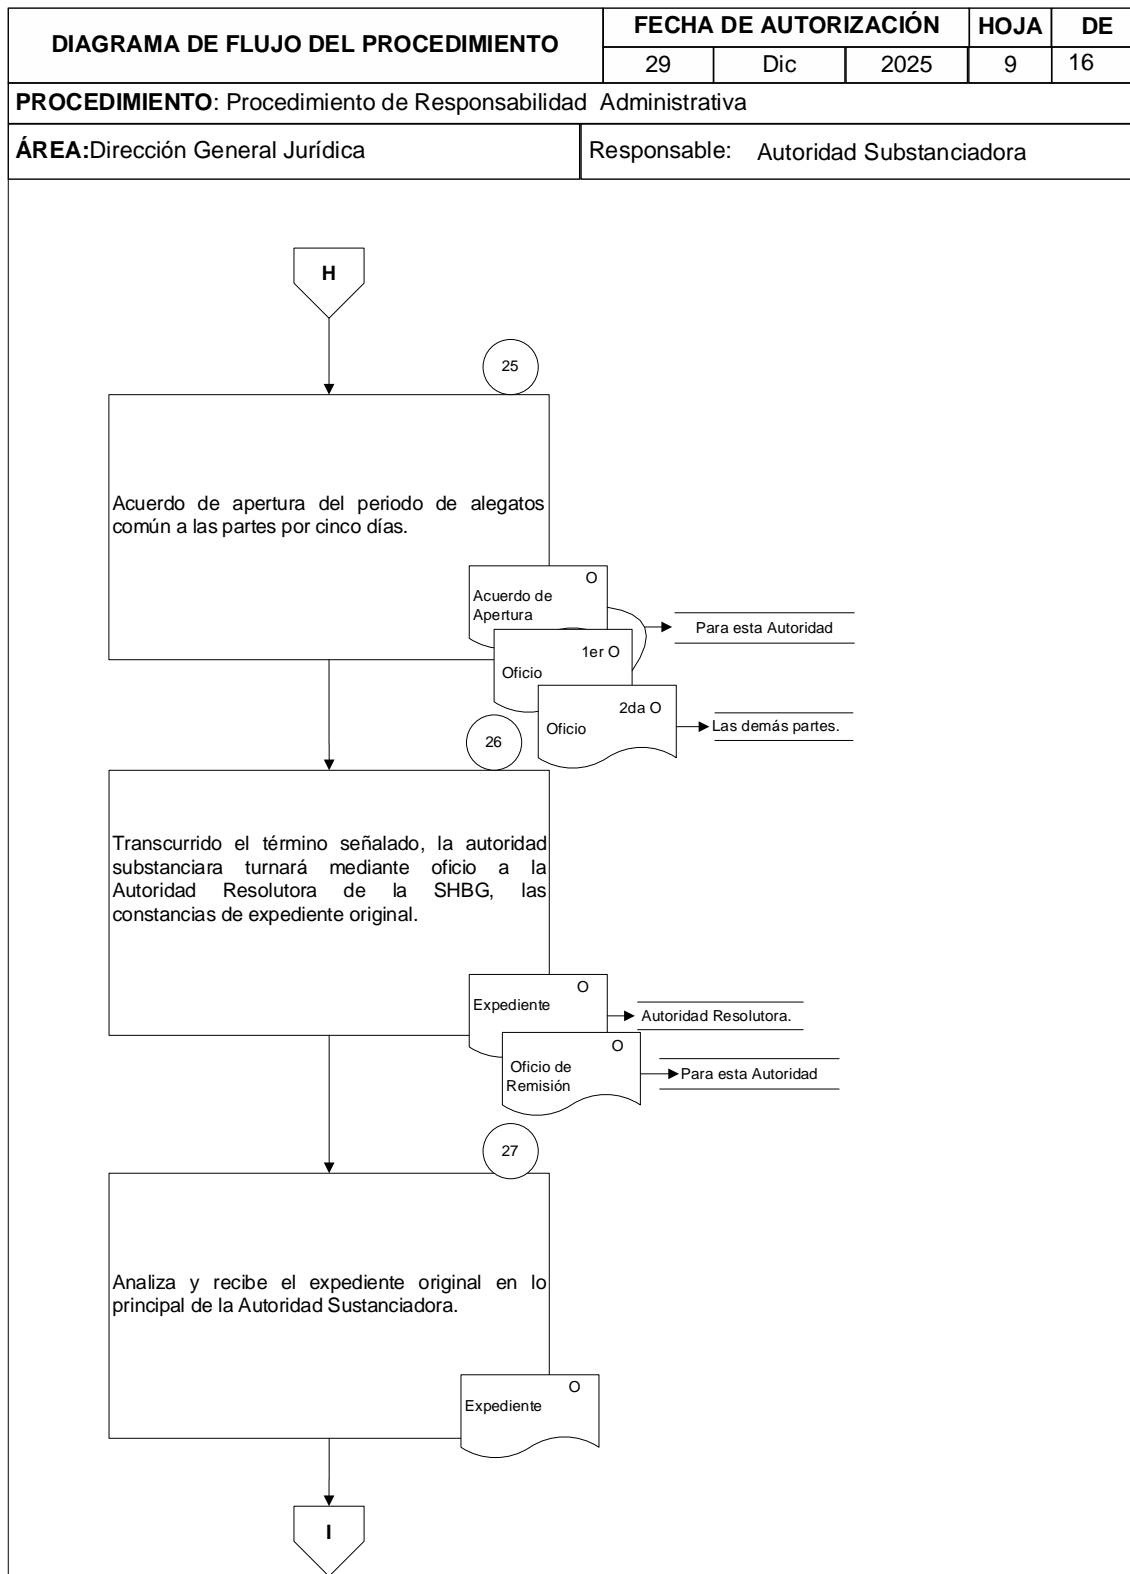 DIAGRAMA DE FLUJO DEL PROCEDIMIENTO
FECHA DE AUTORIZACIÓN
HOJA
DE
29
Dic
2025
9
16
PROCEDIMIENTO: Procedimiento de Responsabilidad Administrativa
ÁREA:Dirección General Jurídica
Responsable: Autoridad Substanciadora
H
25
Acuerdo de apertura del periodo de alegatos
común a las partes por cinco días.
O
Acuerdo de
Apertura
Para esta Autoridad
1er O
Oficio
2da O
Oficio
Las demás partes.
26
Transcurrido el término señalado, la autoridad
substanciara turnará mediante oficio a la
Autoridad Resolutora de la SHBG, las
constancias de expediente original.
O
Expediente
Autoridad Resolutora.
O
Oficio de
Remisión
Para esta Autoridad
27
Analiza y recibe el expediente original en lo
principal de la Autoridad Sustanciadora.
O
Expediente
I